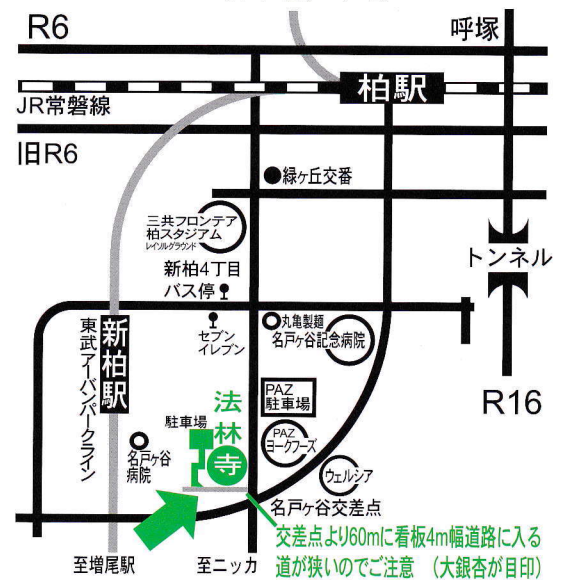 R6
呼塚
柏駅
JR常磐線
旧R6
緑ヶ丘交番
三共フロンテア
柏スタジアム
レイソルグラウンド
トンネル
新柏4丁目
バス停
丸亀製麺
セブン
イレブン
名戸ヶ谷記念病院
新柏駅
東武アーバンパークライン
R16
PAZ
駐車場
法林寺
駐車場
PAZ
ヨークフーズ
名戸ヶ谷
病院
ウェルシア
名戸ヶ谷交差点
交差点より60mに看板4m幅道路に入る
道が狭いのでご注意 (大銀杏が目印)
至増尾駅
至ニッカ